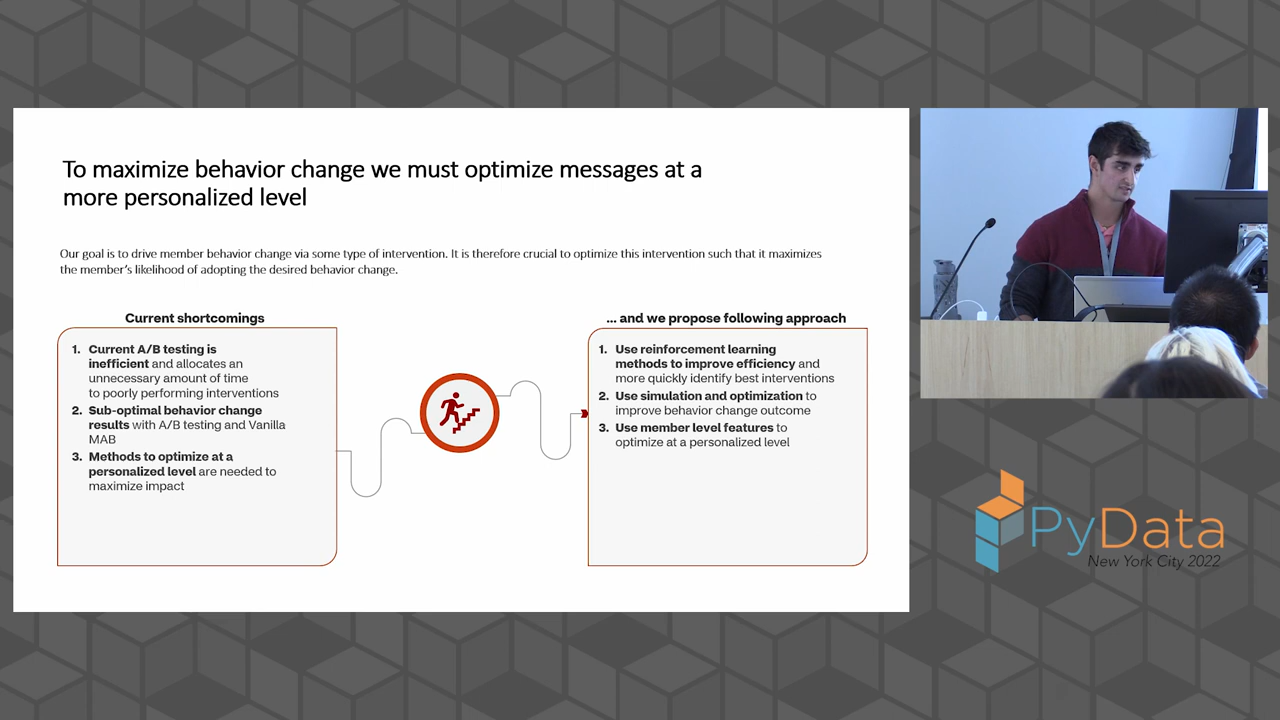 To maximize behavior change we must optimize messages at a
more personalized level
Our goal is to drive member behavior change via some type of intervention. It is therefore crucial to optimize this intervention such that it maximizes
the member's likelihood of adopting the desired behavior change.
Current shortcomings
1. Current A/B testing is
inefficient and allocates an
unnecessary amount of time
to poorly performing interventions
2. Sub-optimal behavior change
results with A/B testing and Vanilla
MAB
3. Methods to optimize at a
personalized level are needed to
maximize impact
... and we propose following approach
1. Use reinforcement learning
methods to improve efficiency and
more quickly identify best interventions
2. Use simulation and optimization to
improve behavior change outcome
3. Use member level features to
optimize at a personalized level
PyData
New York City 2022